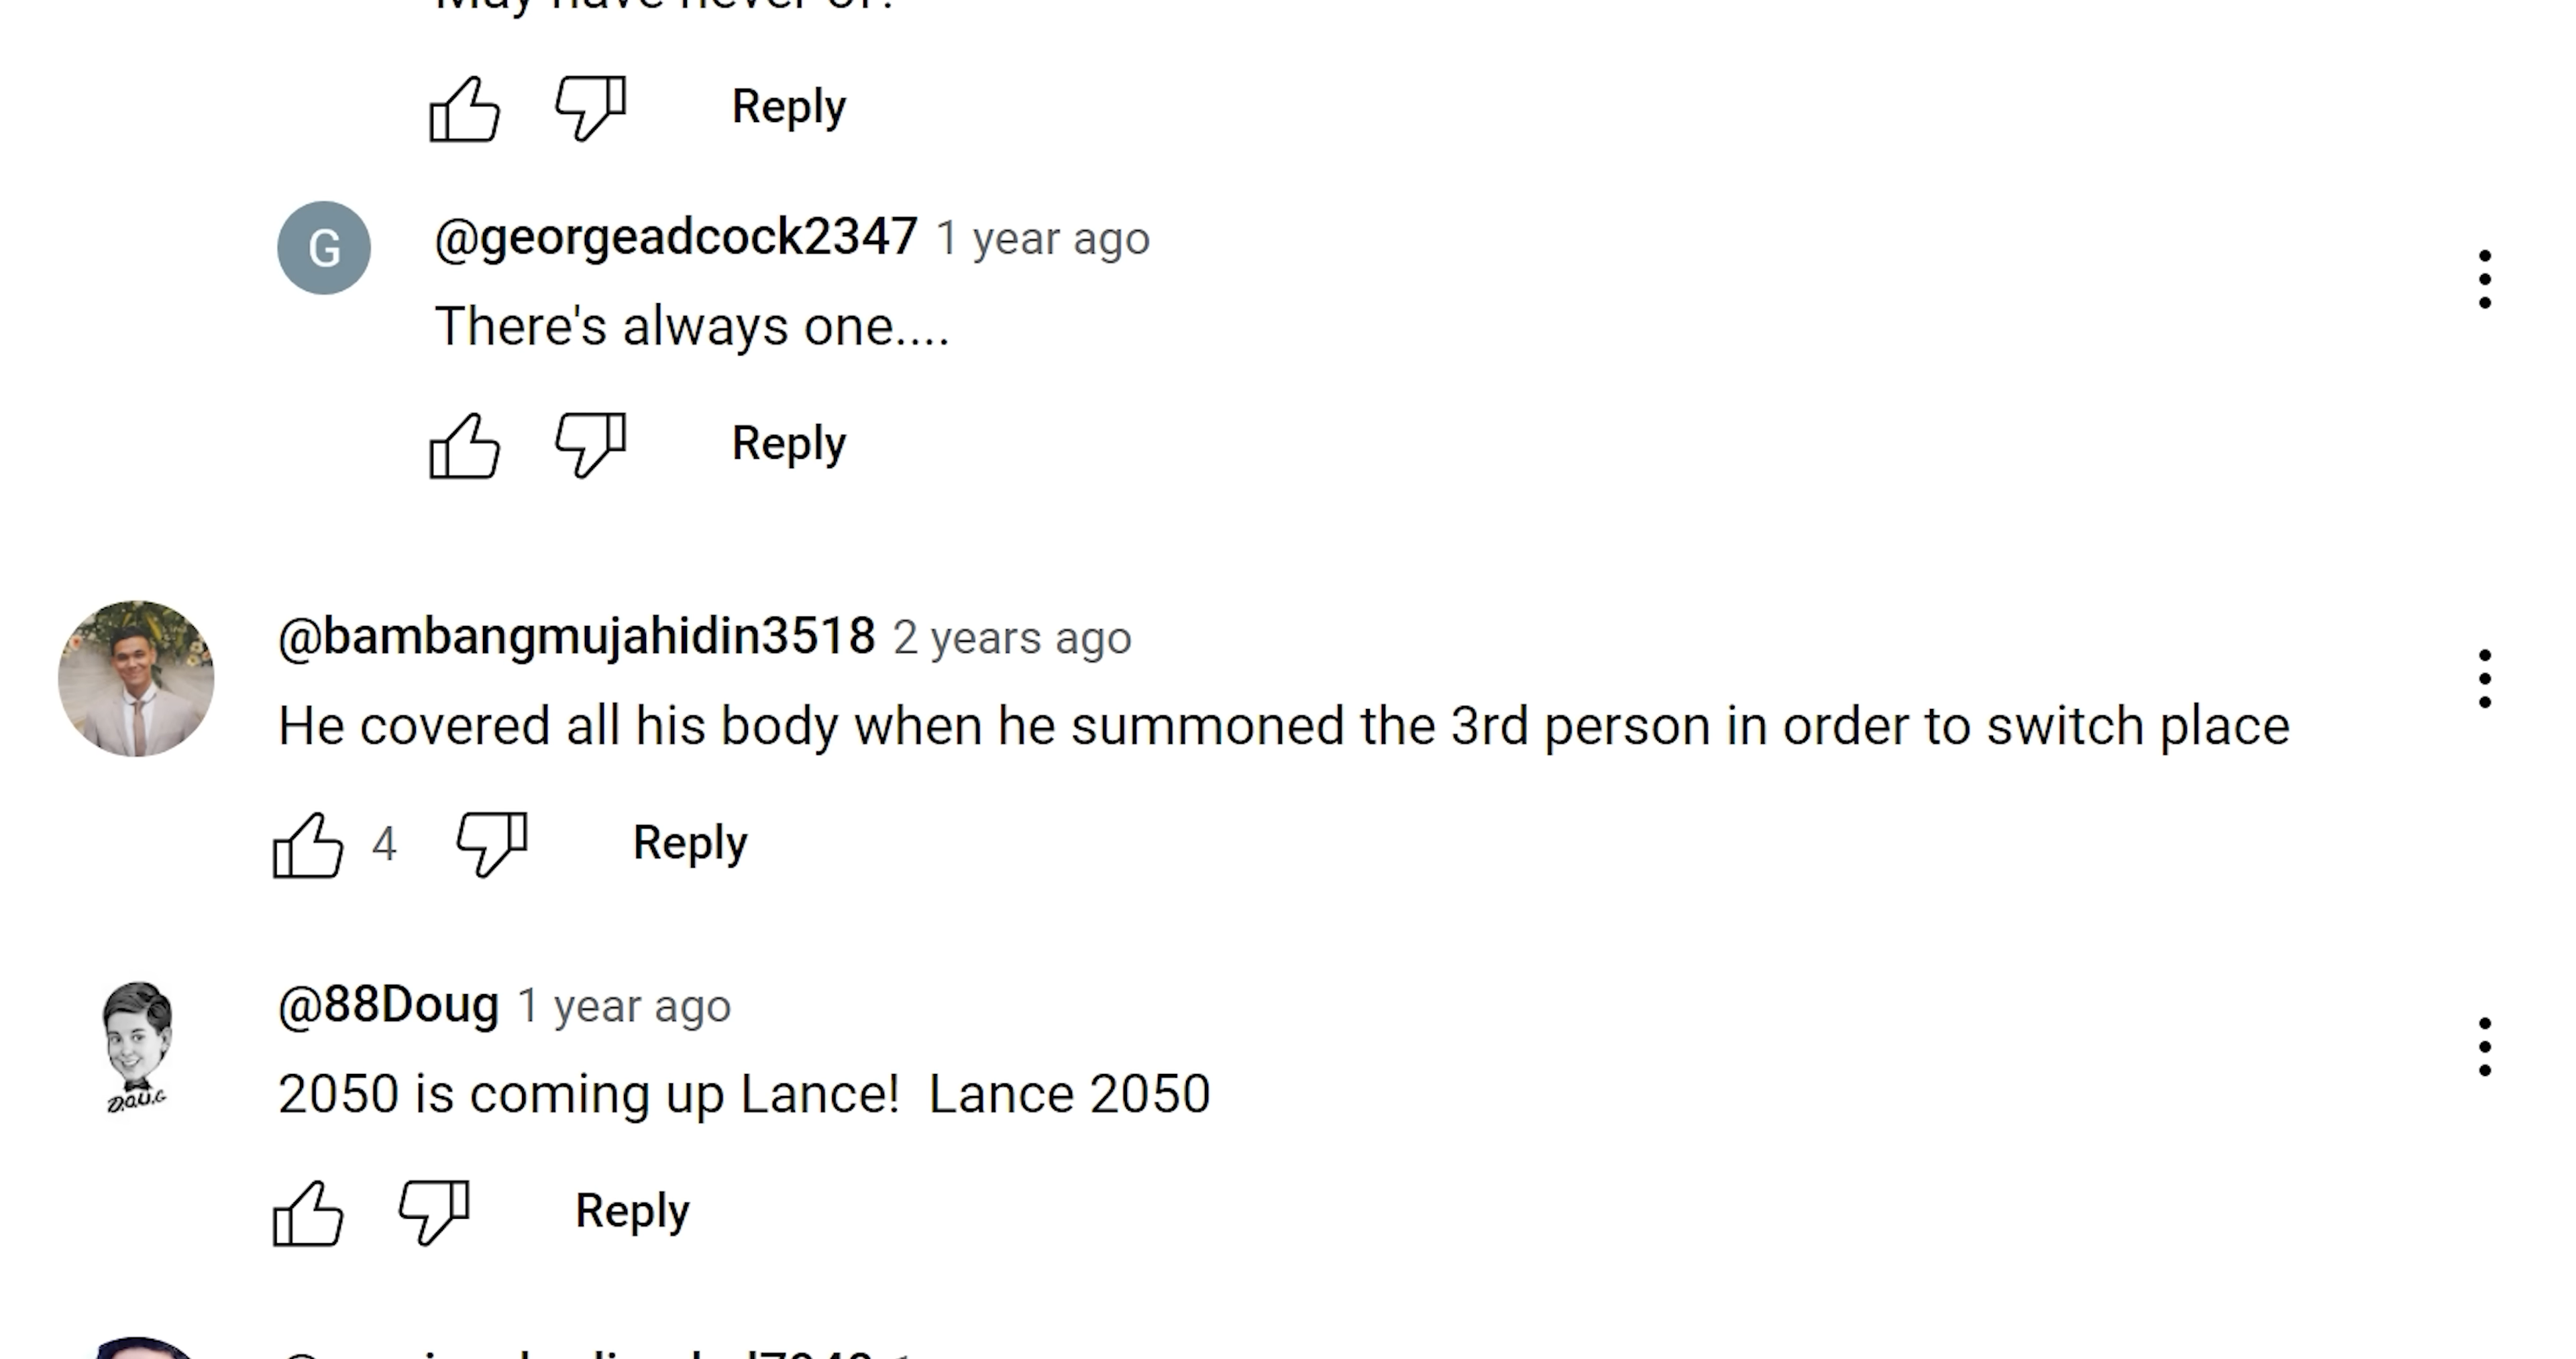 Reply
G
@georgeadcock2347 1 year ago
There's always one....
Reply
@bambangmujahidin3518 2 years ago
He covered all his body when he summoned the 3rd person in order to switch place
4 Reply
@88Doug 1 year ago
D.O.U.G
2050 is coming up Lance!  Lance 2050
Reply